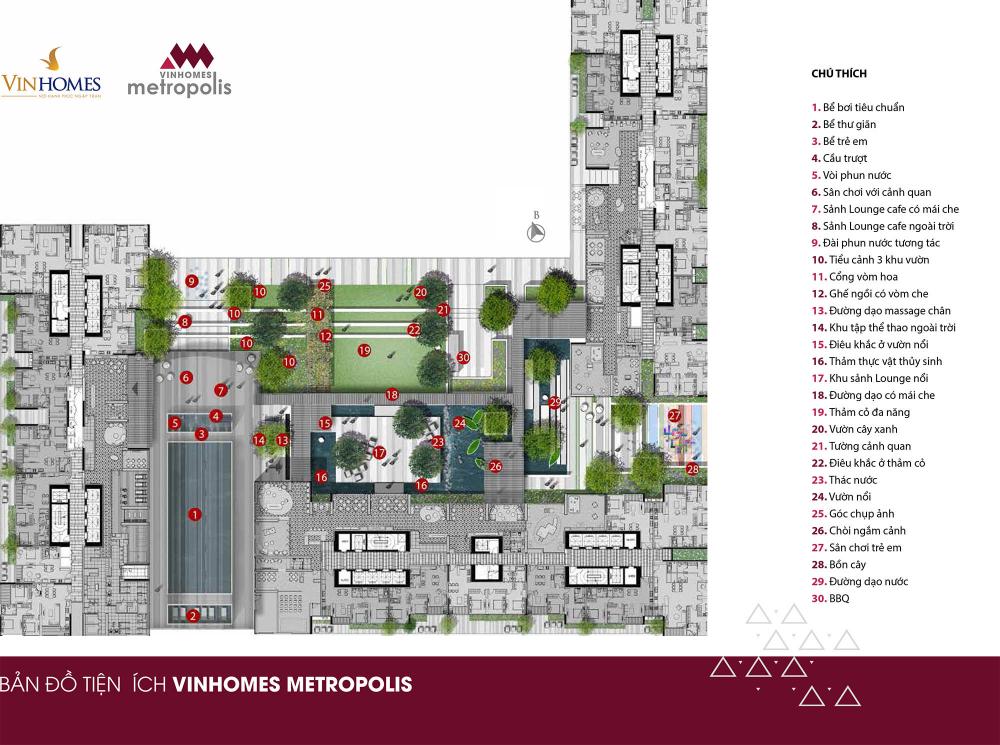 VINHOMES
VINHOMES
metropolis
B
CHÚ THÍCH
1. Bể bơi tiêu chuẩn
2. Bể thư giãn
3. Bể trẻ em
4. Cầu trượt
5. Vòi phun nước
6. Sân chơi với cảnh quan
7. Sảnh Lounge cafe có mái che
8. Sảnh Lounge cafe ngoài trời
9. Đài phun nước tương tác
10. Tiểu cảnh 3 khu vườn
11. Cổng vòm hoa
12. Ghế ngồi có vòm che
13. Đường dạo massage chân
14. Khu tập thể thao ngoài trời
15. Điêu khắc ở vườn nổi
16. Thảm thực vật thủy sinh
17. Khu sảnh Lounge nổi
18. Đường dạo có mái che
19. Thảm cỏ đa năng
20. Vườn cây xanh
21. Tường cảnh quan
22. Điêu khắc ở thảm cỏ
23. Thác nước
24. Vườn nổi
25. Góc chụp ảnh
26. Chòi ngắm cảnh
27. Sân chơi trẻ em
28. Bồn cây
29. Đường dạo nước
30. BBQ
9
10
25
20
10
11
21
8
12
22
10
19
30
10
6
7
18
29
5
4
15
24
27
3
14
13
23
17
26
28
16
16
1
2
BẢN ĐỒ TIỆN ÍCH VINHOMES METROPOLIS